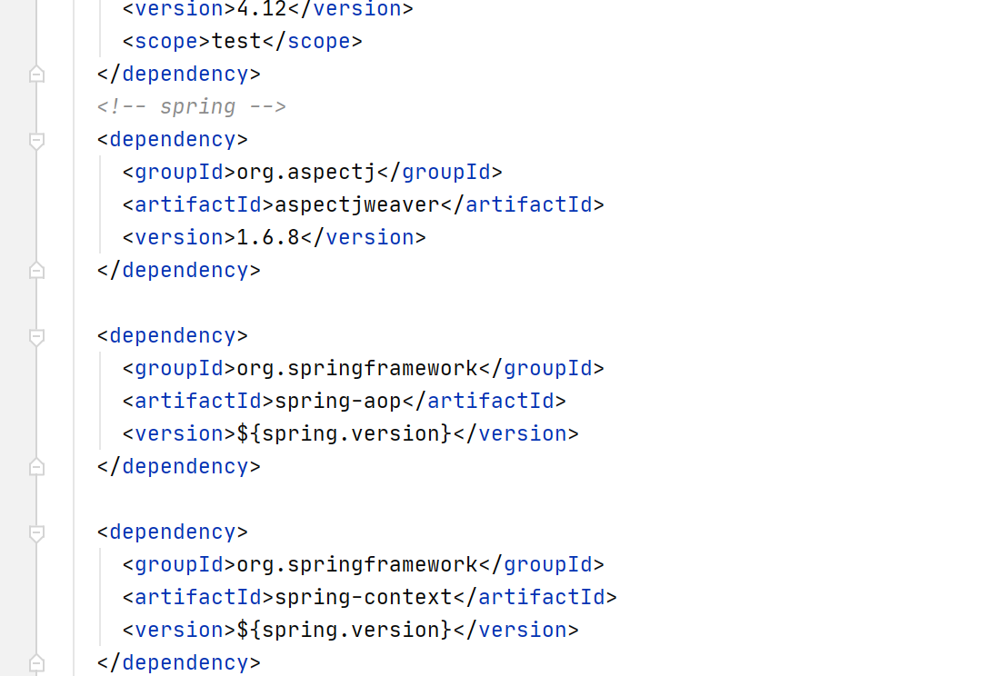 <version>4.12</version>
<scope>test</scope>
</dependency>
<!-- spring -->
<dependency>
<groupId>org.aspectj</groupId>
<artifactId>aspectjweaver</artifactId>
<version>1.6.8</version>
</dependency>
<dependency>
<groupId>org.springframework</groupId>
<artifactId>spring-aop</artifactId>
<version>${spring.version}</version>
</dependency>
<dependency>
<groupId>org.springframework</groupId>
<artifactId>spring-context</artifactId>
<version>${spring.version}</version>
</dependency>